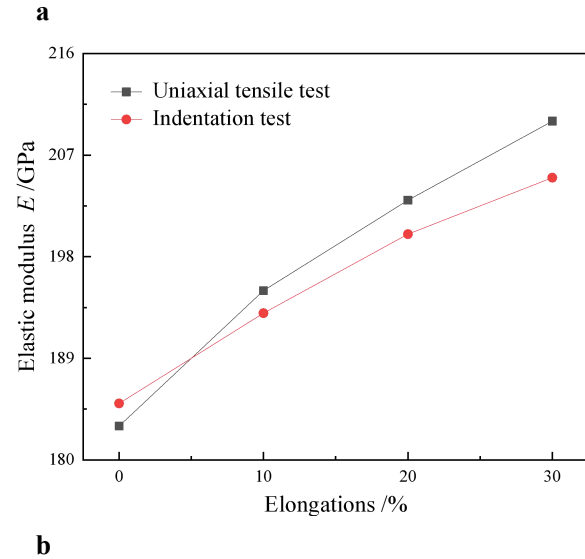 a
216
207
198
189
180
Elastic modulus E /GPa
Uniaxial tensile test
Indentation test
0 10 20 30
Elongations /%
b